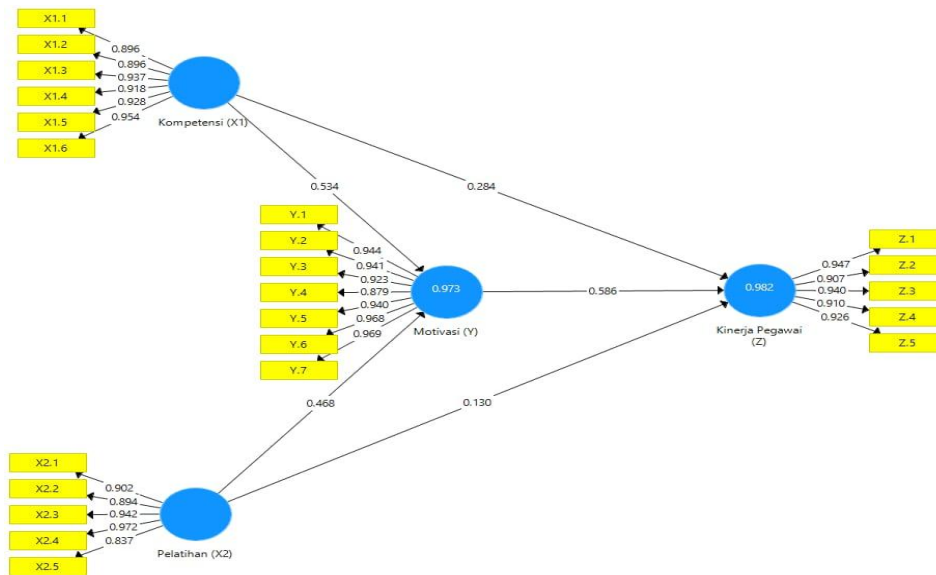 X1.1
X1.2
X1.3
X1.4
X1.5
X1.6
0.896
0.896
0.937
0.918
0.928
0.954
Kompetensi (X1)
0.534
0.284
Y.1
Y.2
Y.3
Y.4
Y.5
Y.6
Y.7
0.944
0.941
0.923
0.879
0.940
0.968
0.969
0.973
Motivasi (Y)
0.586
0.982
Kinerja Pegawai
(Z)
0.947
0.907
0.940
0.910
0.926
Z.1
Z.2
Z.3
Z.4
Z.5
0.468
0.130
X2.1
X2.2
X2.3
X2.4
X2.5
0.902
0.894
0.942
0.972
0.837
Pelatihan (X2)